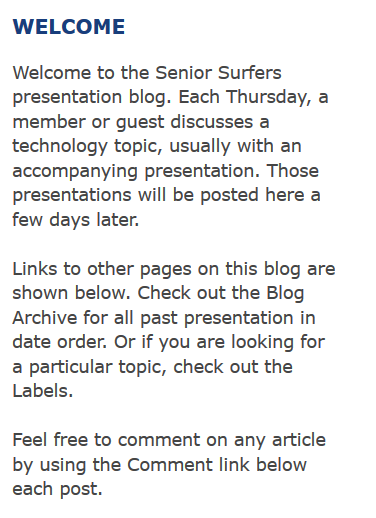 WELCOME
Welcome to the Senior Surfers
presentation blog. Each Thursday, a
member or guest discusses a
technology topic, usually with an
accompanying presentation. Those
presentations will be posted here a
few days later.
Links to other pages on this blog are
shown below. Check out the Blog
Archive for all past presentation in
date order. Or if you are looking for
a particular topic, check out the
Labels.
Feel free to comment on any article
by using the Comment link below
each post.